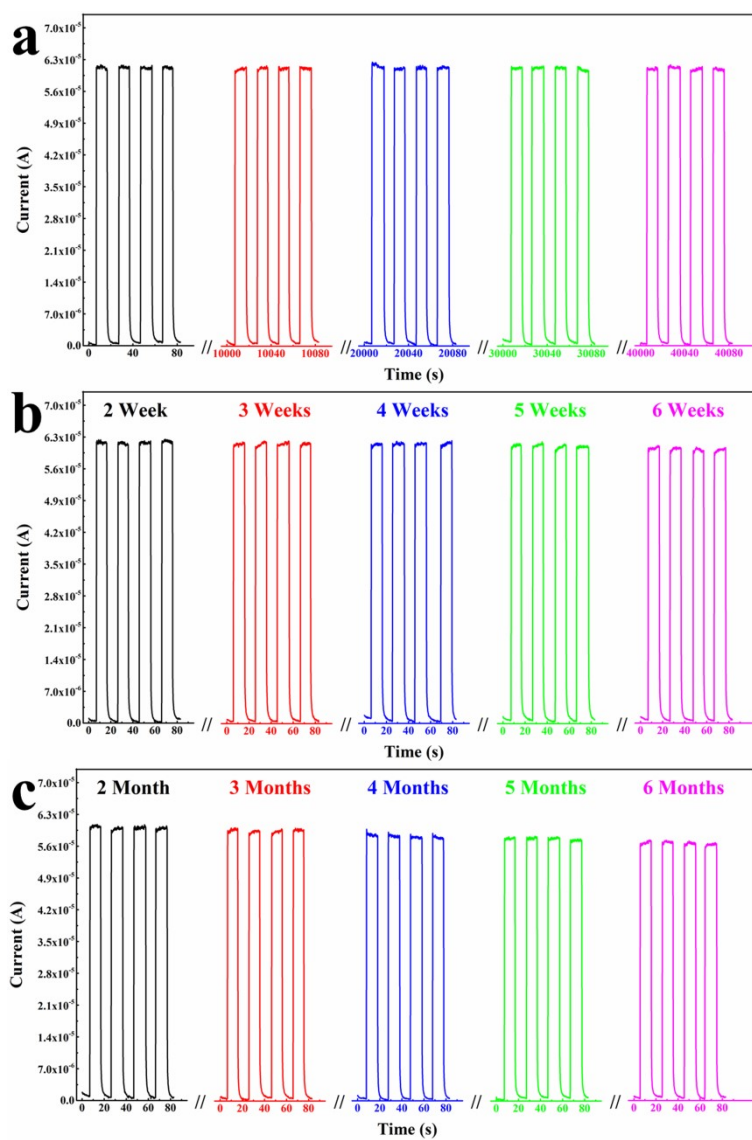 a
7.0x10⁻⁵
6.3x10⁻⁵
5.6x10⁻⁵
4.9x10⁻⁵
4.2x10⁻⁵
3.5x10⁻⁵
2.8x10⁻⁵
2.1x10⁻⁵
1.4x10⁻⁵
7.0x10⁻⁶
0.0
Current (A)
0 40 80 // 10000 10040 10080 // 20000 20040 20080 // 30000 30040 30080 // 40000 40040 40080
Time (s)
b
2 Week 3 Weeks 4 Weeks 5 Weeks 6 Weeks
7.0x10⁻⁵
6.3x10⁻⁵
5.6x10⁻⁵
4.9x10⁻⁵
4.2x10⁻⁵
3.5x10⁻⁵
2.8x10⁻⁵
2.1x10⁻⁵
1.4x10⁻⁵
7.0x10⁻⁶
0.0
Current (A)
0 20 40 60 80 // 0 20 40 60 80 // 0 20 40 60 80 // 0 20 40 60 80 // 0 20 40 60 80
Time (s)
c
2 Month 3 Months 4 Months 5 Months 6 Months
7.0x10⁻⁵
6.3x10⁻⁵
5.6x10⁻⁵
4.9x10⁻⁵
4.2x10⁻⁵
3.5x10⁻⁵
2.8x10⁻⁵
2.1x10⁻⁵
1.4x10⁻⁵
7.0x10⁻⁶
0.0
Current (A)
0 20 40 60 80 // 0 20 40 60 80 // 0 20 40 60 80 // 0 20 40 60 80 // 0 20 40 60 80
Time (s)